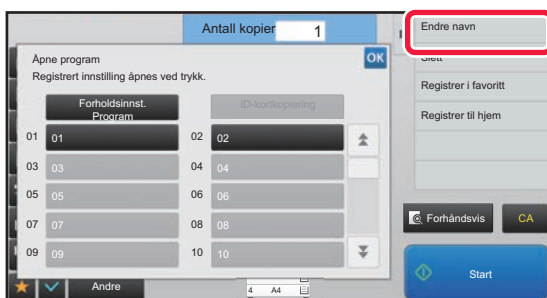 Antall kopier 1
Åpne program
OK
Registrert innstilling åpnes ved trykk.
Forholdsinnst.
Program
ID-kortkopiering
01 01
02 02
03 03
04 04
05 05
06 06
07 07
08 08
09 09
10 10
Andre
4 A4
Endre navn
Slett
Registrer i favoritt
Registrer til hjem
Forhåndsvis
CA
Start